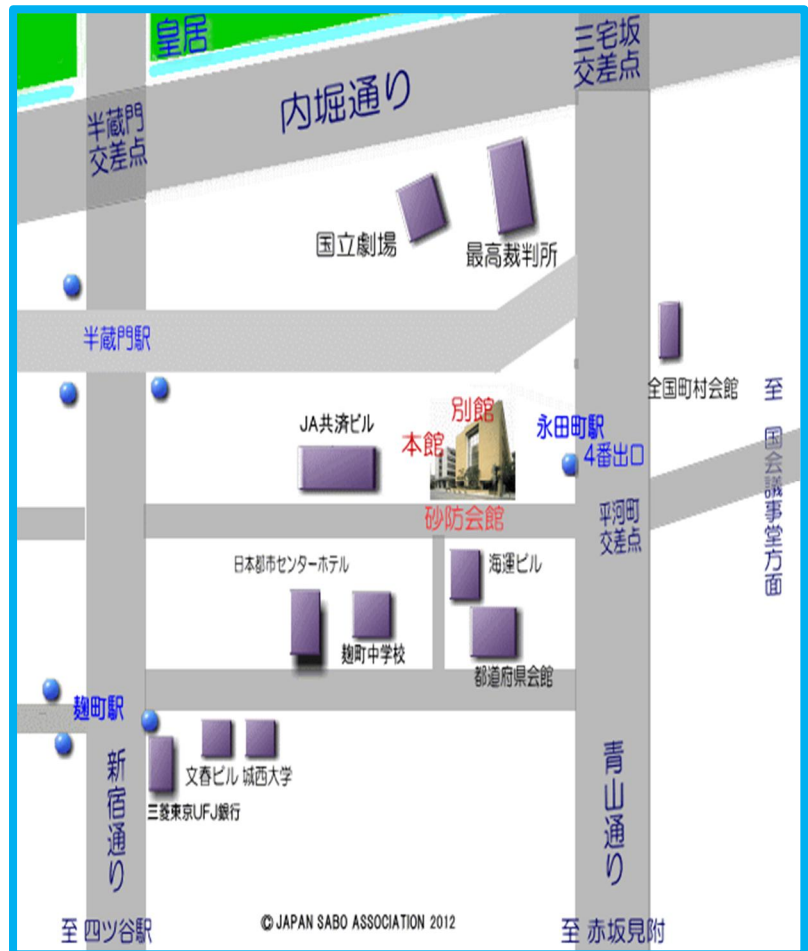 皇居
三宅坂
交差点
内堀通り
半蔵門
交差点
国立劇場
最高裁判所
半蔵門駅
全国町村会館
至 国会議事堂方面
別館
本館
JA共済ビル
永田町駅
4番出口
砂防会館
平河町
交差点
日本都市センターホテル
海運ビル
麹町中学校
都道府県会館
麹町駅
新宿通り
文春ビル
城西大学
三菱東京UFJ銀行
青山通り
至 四ツ谷駅
© JAPAN SABO ASSOCIATION 2012
至 赤坂見附